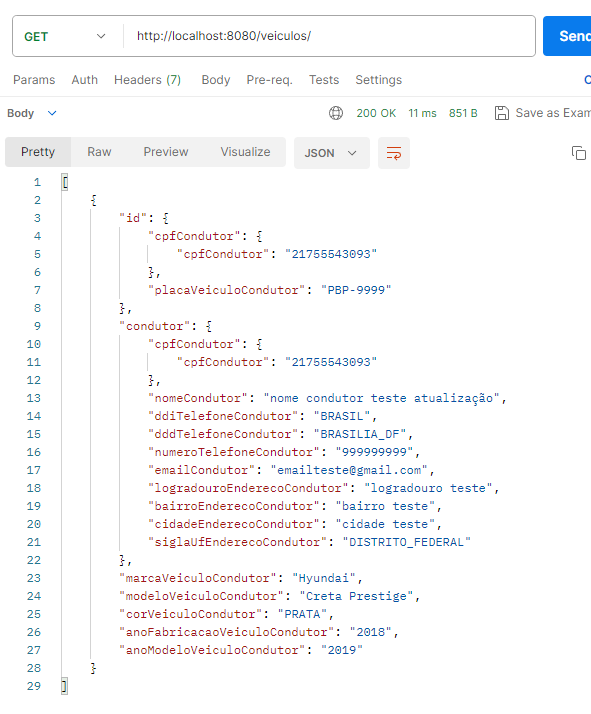 GET http://localhost:8080/veiculos/ Send
Params Auth Headers (7) Body Pre-req. Tests Settings C
Body 200 OK 11 ms 851 B Save as Exam
Pretty Raw Preview Visualize JSON
1 [
2 {
3 "id": {
4 "cpfCondutor": {
5 "cpfCondutor": "21755543093"
6 },
7 "placaVeiculoCondutor": "PBP-9999"
8 },
9 "condutor": {
10 "cpfCondutor": {
11 "cpfCondutor": "21755543093"
12 },
13 "nomeCondutor": "nome condutor teste atualização",
14 "ddiTelefoneCondutor": "BRASIL",
15 "dddTelefoneCondutor": "BRASILIA_DF",
16 "numeroTelefoneCondutor": "999999999",
17 "emailCondutor": "emailteste@gmail.com",
18 "logradouroEnderecoCondutor": "logradouro teste",
19 "bairroEnderecoCondutor": "bairro teste",
20 "cidadeEnderecoCondutor": "cidade teste",
21 "siglaUfEnderecoCondutor": "DISTRITO_FEDERAL"
22 },
23 "marcaVeiculoCondutor": "Hyundai",
24 "modeloVeiculoCondutor": "Creta Prestige",
25 "corVeiculoCondutor": "PRATA",
26 "anoFabricacaoVeiculoCondutor": "2018",
27 "anoModeloVeiculoCondutor": "2019"
28 }
29 ]